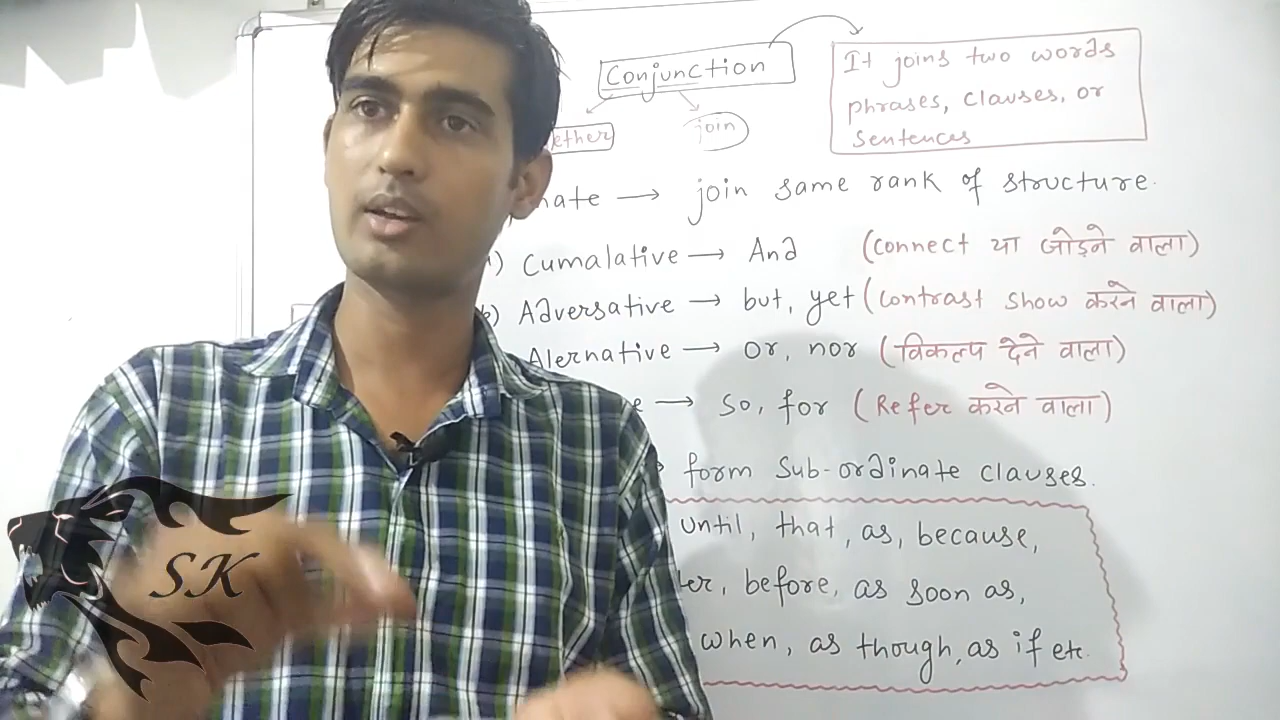 Conjunction
It joins two words
phrases, clauses, or
sentences
join
join same rank of structure.
Cumalative → And (connect या जोड़ने वाला)
b) Adversative → but, yet (contrast show करने वाला)
Alernative → or, nor (विकल्प देने वाला)
→ so, for (Refer करने वाला)
form Sub-ordinate clauses.
until, that, as, because,
before, as soon as,
when, as though, as if etc.
SK